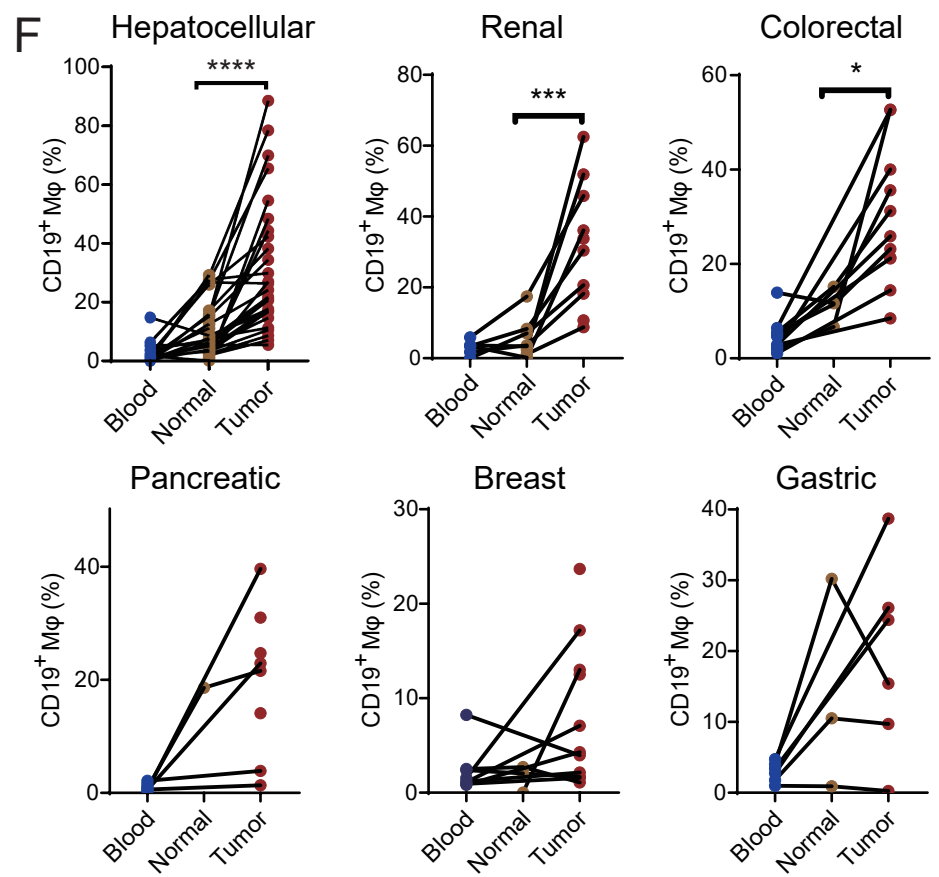 F
Hepatocellular
CD19⁺ Mφ (%)
100
80
60
40
20
0
****
Blood
Normal
Tumor
Renal
CD19⁺ Mφ (%)
80
60
40
20
0
***
Blood
Normal
Tumor
Colorectal
CD19⁺ Mφ (%)
60
40
20
0
*
Blood
Normal
Tumor
Pancreatic
CD19⁺ Mφ (%)
40
20
0
Blood
Normal
Tumor
Breast
CD19⁺ Mφ (%)
30
20
10
0
Blood
Normal
Tumor
Gastric
CD19⁺ Mφ (%)
40
30
20
10
0
Blood
Normal
Tumor